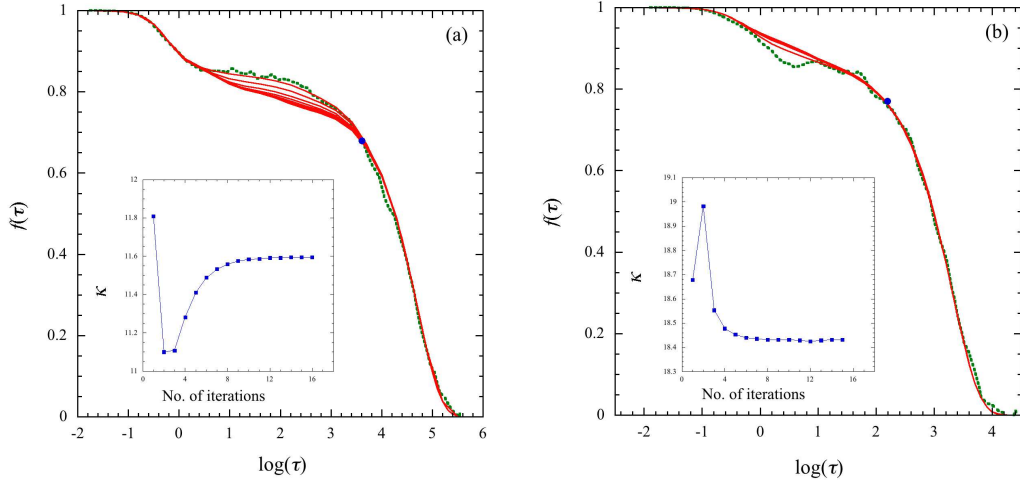 (a)
1
0.8
0.6
0.4
0.2
0
f(τ)
-2 -1 0 1 2 3 4 5 6
log(τ)
12
11.8
11.6
11.4
11.2
11
κ
0 4 8 12 16
No. of iterations
(b)
1
0.8
0.6
0.4
0.2
0
f(τ)
-2 -1 0 1 2 3 4
log(τ)
19.1
19
18.9
18.8
18.7
18.6
18.5
18.4
18.3
κ
0 4 8 12 16
No. of iterations